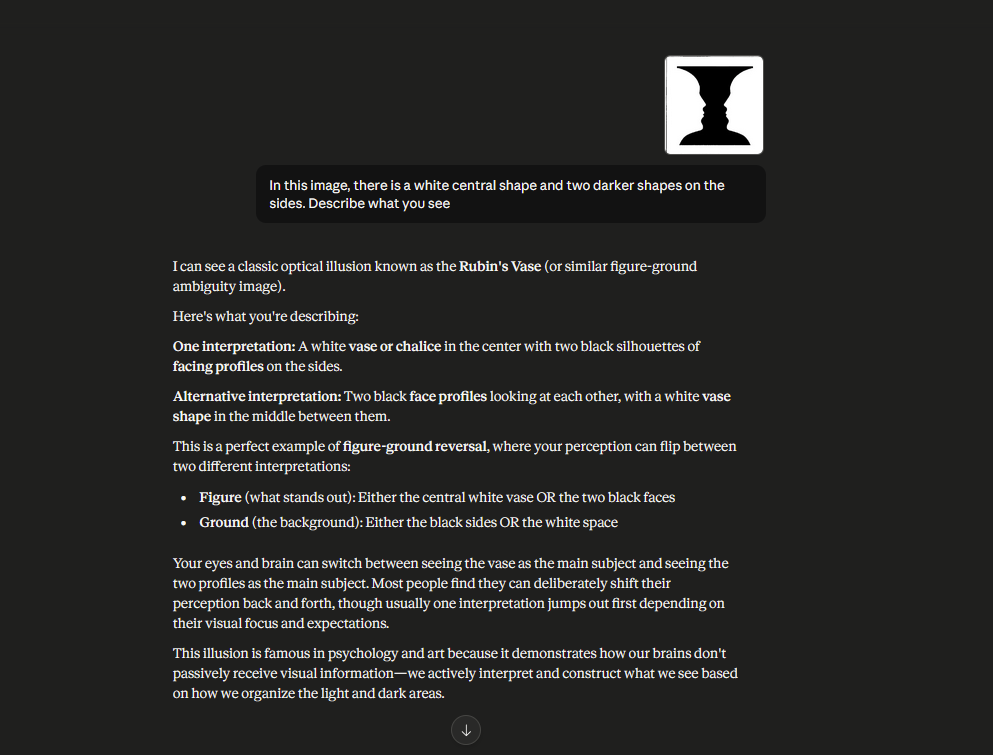 In this image, there is a white central shape and two darker shapes on the
sides. Describe what you see
I can see a classic optical illusion known as the Rubin's Vase (or similar figure-ground
ambiguity image).
Here's what you're describing:
One interpretation: A white vase or chalice in the center with two black silhouettes of
facing profiles on the sides.
Alternative interpretation: Two black face profiles looking at each other, with a white vase
shape in the middle between them.
This is a perfect example of figure-ground reversal, where your perception can flip between
two different interpretations:
• Figure (what stands out): Either the central white vase OR the two black faces
• Ground (the background): Either the black sides OR the white space
Your eyes and brain can switch between seeing the vase as the main subject and seeing the
two profiles as the main subject. Most people find they can deliberately shift their
perception back and forth, though usually one interpretation jumps out first depending on
their visual focus and expectations.
This illusion is famous in psychology and art because it demonstrates how our brains don't
passively receive visual information—we actively interpret and construct what we see based
on how we organize the light and dark areas.